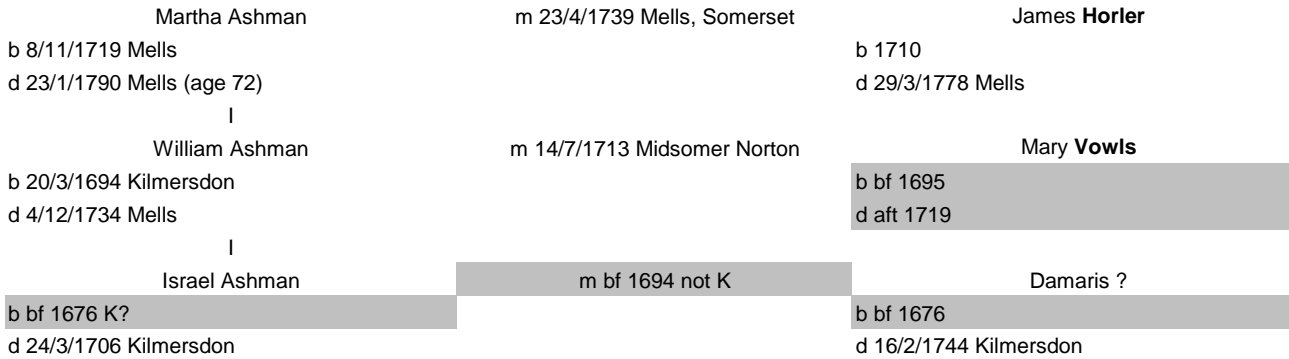 Martha Ashman m 23/4/1739 Mells, Somerset James Horler
b 8/11/1719 Mells b 1710
d 23/1/1790 Mells (age 72) d 29/3/1778 Mells
I
William Ashman m 14/7/1713 Midsomer Norton Mary Vowls
b 20/3/1694 Kilmersdon b bf 1695
d 4/12/1734 Mells d aft 1719
I
Israel Ashman m bf 1694 not K Damaris ?
b bf 1676 K? b bf 1676
d 24/3/1706 Kilmersdon d 16/2/1744 Kilmersdon